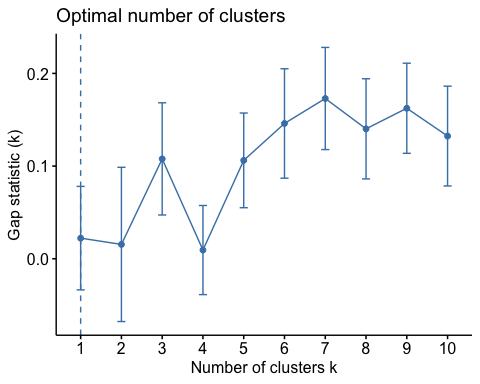 Optimal number of clusters
Gap statistic (k)
0.2
0.1
0.0
1 2 3 4 5 6 7 8 9 10
Number of clusters k